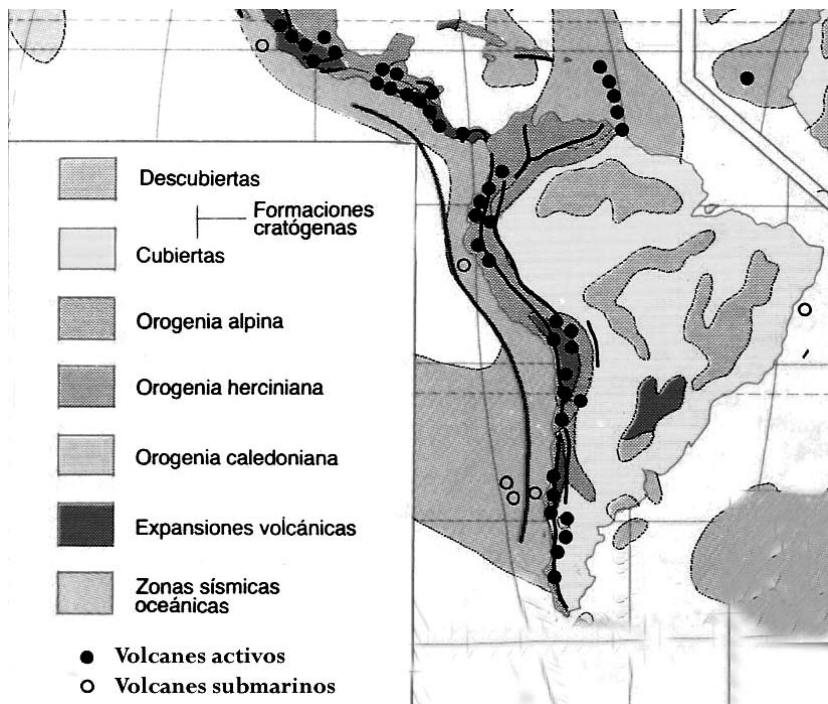 Descubiertas
Formaciones
cratógenas
Cubiertas
Orogenia alpina
Orogenia herciniana
Orogenia caledoniana
Expansiones volcánicas
Zonas sísmicas
oceánicas
Volcanes activos
Volcanes submarinos